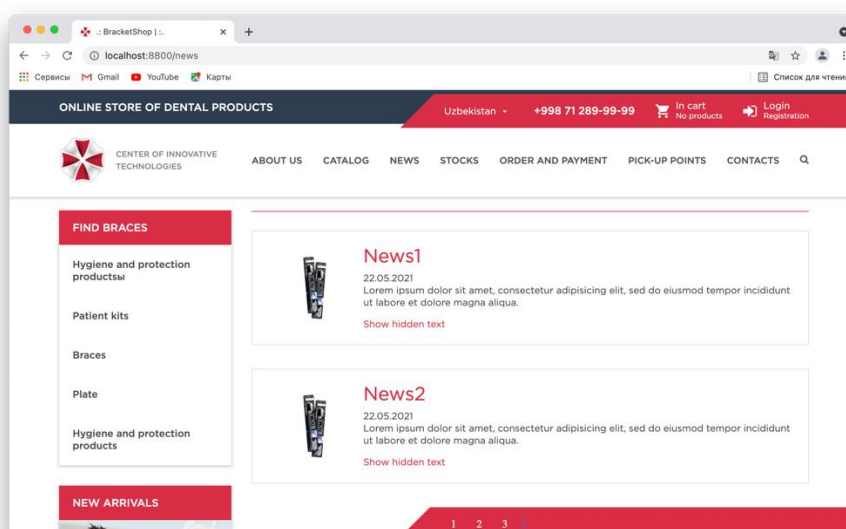 .: BracketShop | :.
localhost:8800/news
Сервисы Gmail YouTube Карты
Список для чтения
ONLINE STORE OF DENTAL PRODUCTS
Uzbekistan
+998 71 289-99-99
In cart
No products
Login
Registration
CENTER OF INNOVATIVE
TECHNOLOGIES
ABOUT US CATALOG NEWS STOCKS ORDER AND PAYMENT PICK-UP POINTS CONTACTS
FIND BRACES
Hygiene and protection
productsы
Patient kits
Braces
Plate
Hygiene and protection
products
NEW ARRIVALS
News1
22.05.2021
Lorem ipsum dolor sit amet, consectetur adipisicing elit, sed do eiusmod tempor incididunt
ut labore et dolore magna aliqua.
Show hidden text
News2
22.05.2021
Lorem ipsum dolor sit amet, consectetur adipisicing elit, sed do eiusmod tempor incididunt
ut labore et dolore magna aliqua.
Show hidden text
1 2 3